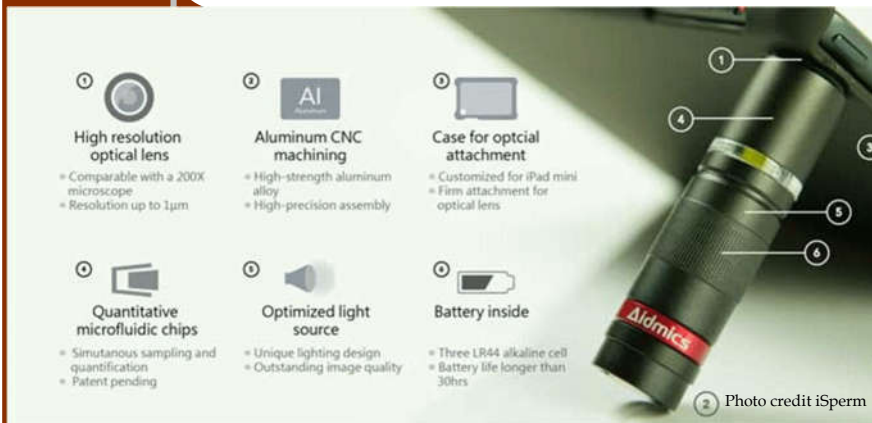 1
High resolution
optical lens
Comparable with a 200X
microscope
Resolution up to 1μm
2
Al
Aluminum
Aluminum CNC
machining
High-strength aluminum
alloy
High-precision assembly
3
Case for optcial
attachment
Customized for iPad mini
Firm attachment for
optical lens
4
Quantitative
microfluidic chips
Simutanous sampling and
quantification
Patent pending
5
Optimized light
source
Unique lighting design
Outstanding image quality
6
Battery inside
Three LR44 alkaline cell
Battery life longer than
30hrs
1
4
3
5
6
Aidmics
2 Photo credit iSperm